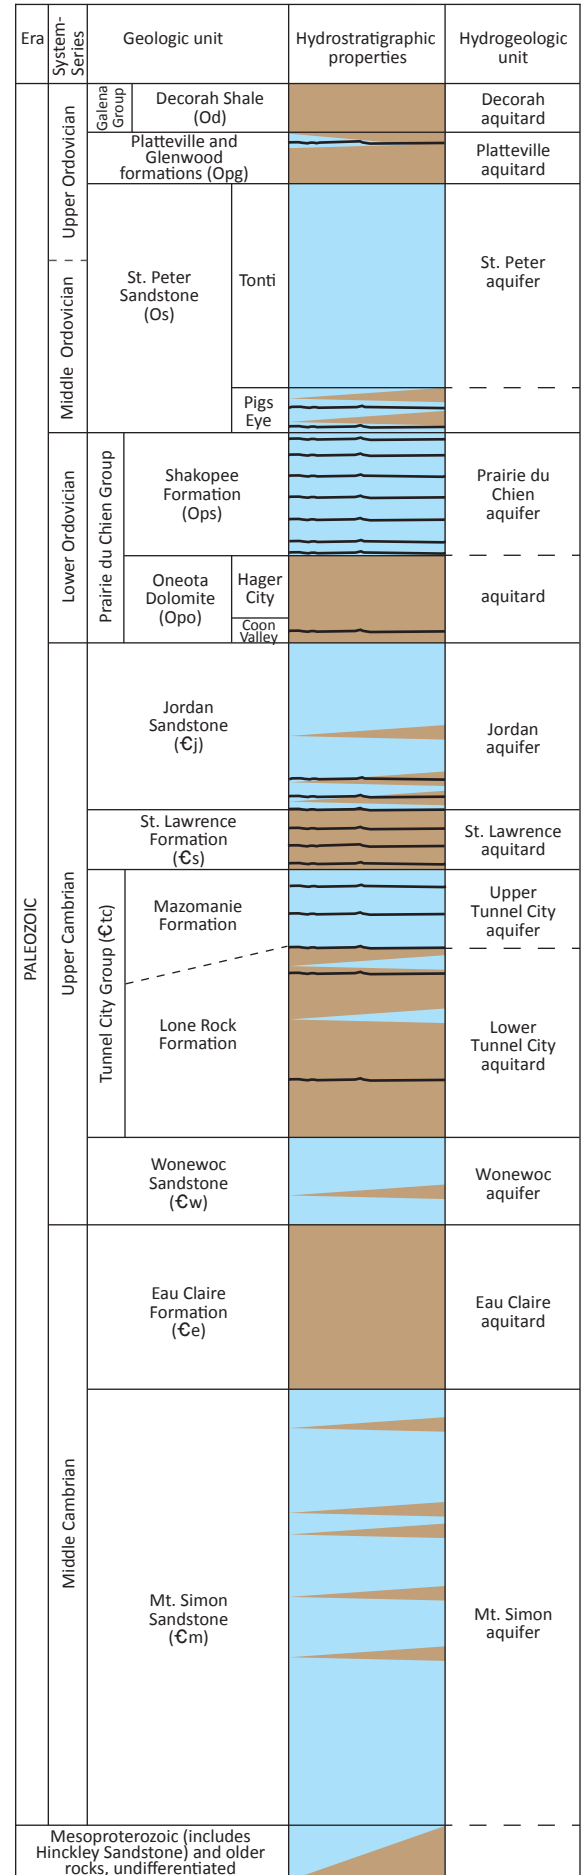 Era
System-
Series
Geologic unit
Hydrostratigraphic
properties
Hydrogeologic
unit
PALEOZOIC
Upper Ordovician
Galena
Group
Decorah Shale
(Od)
Decorah
aquitard
Platteville and
Glenwood
formations (Opg)
Platteville
aquitard
Middle Ordovician
St. Peter
Sandstone
(Os)
Tonti
St. Peter
aquifer
Pigs
Eye
Lower Ordovician
Prairie du Chien Group
Shakopee
Formation
(Ops)
Prairie du
Chien
aquifer
Oneota
Dolomite
(Opo)
Hager
City
Coon
Valley
aquitard
Upper Cambrian
Jordan
Sandstone
(Ꞓj)
Jordan
aquifer
St. Lawrence
Formation
(Ꞓs)
St. Lawrence
aquitard
Tunnel City Group (Ꞓtc)
Mazomanie
Formation
Upper
Tunnel City
aquifer
Lone Rock
Formation
Lower
Tunnel City
aquitard
Wonewoc
Sandstone
(Ꞓw)
Wonewoc
aquifer
Middle Cambrian
Eau Claire
Formation
(Ꞓe)
Eau Claire
aquitard
Mt. Simon
Sandstone
(Ꞓm)
Mt. Simon
aquifer
Mesoproterozoic (includes
Hinckley Sandstone) and older
rocks, undifferentiated